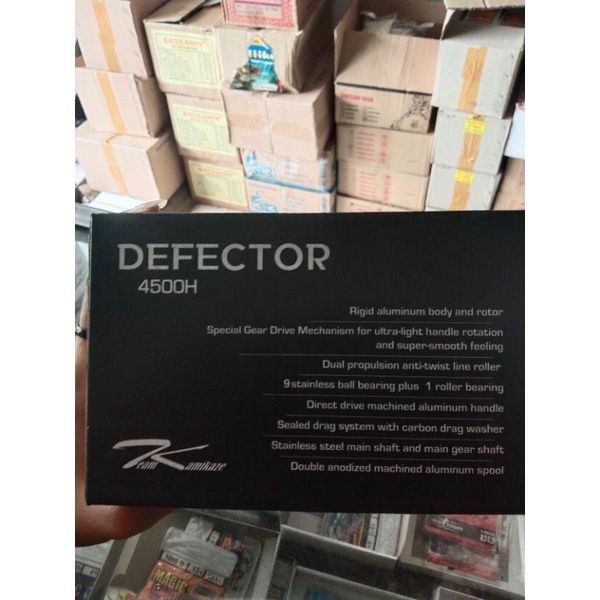 DEFECTOR
4500H
Rigid aluminum body and rotor
Special Gear Drive Mechanism for ultra-light handle rotation
and super-smooth feeling
Dual propulsion anti-twist line roller
9 stainless ball bearing plus 1 roller bearing
Direct drive machined aluminum handle
Sealed drag system with carbon drag washer
Stainless steel main shaft and main gear shaft
Double anodized machined aluminum spool
Team Kamikaze
MAGIC